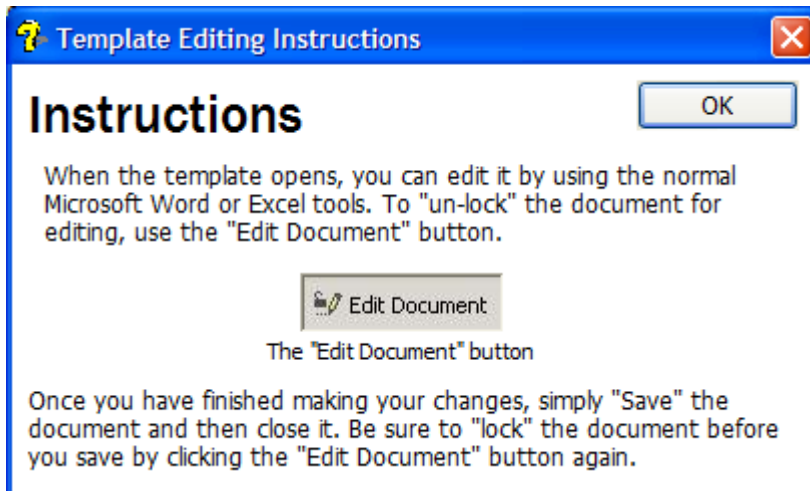 Template Editing Instructions
Instructions
OK
When the template opens, you can edit it by using the normal
Microsoft Word or Excel tools. To "un-lock" the document for
editing, use the "Edit Document" button.
Edit Document
The "Edit Document" button
Once you have finished making your changes, simply "Save" the
document and then close it. Be sure to "lock" the document before
you save by clicking the "Edit Document" button again.